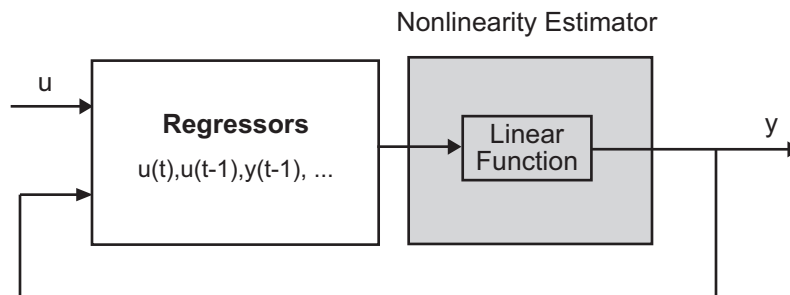 Nonlinearity Estimator
u
Regressors
u(t),u(t-1),y(t-1), ...
Linear
Function
y